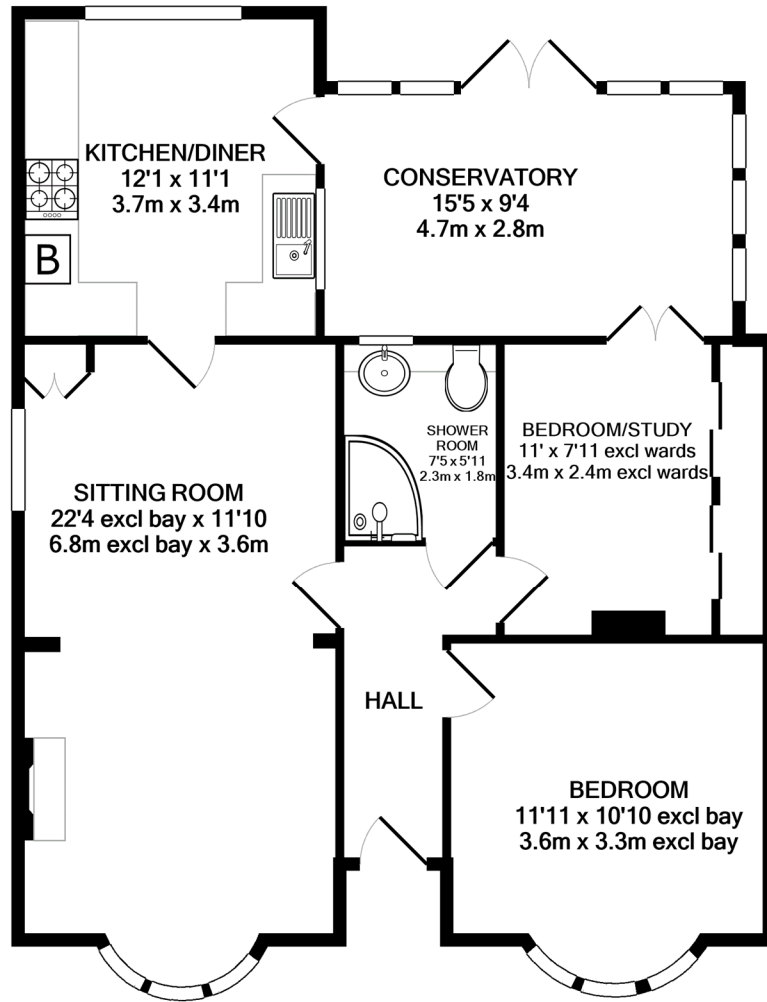 KITCHEN/DINER
12'1 x 11'1
3.7m x 3.4m
CONSERVATORY
15'5 x 9'4
4.7m x 2.8m
B
SHOWER
ROOM
7'5 x 5'11
2.3m x 1.8m
BEDROOM/STUDY
11' x 7'11 excl wards
3.4m x 2.4m excl wards
SITTING ROOM
22'4 excl bay x 11'10
6.8m excl bay x 3.6m
HALL
BEDROOM
11'11 x 10'10 excl bay
3.6m x 3.3m excl bay